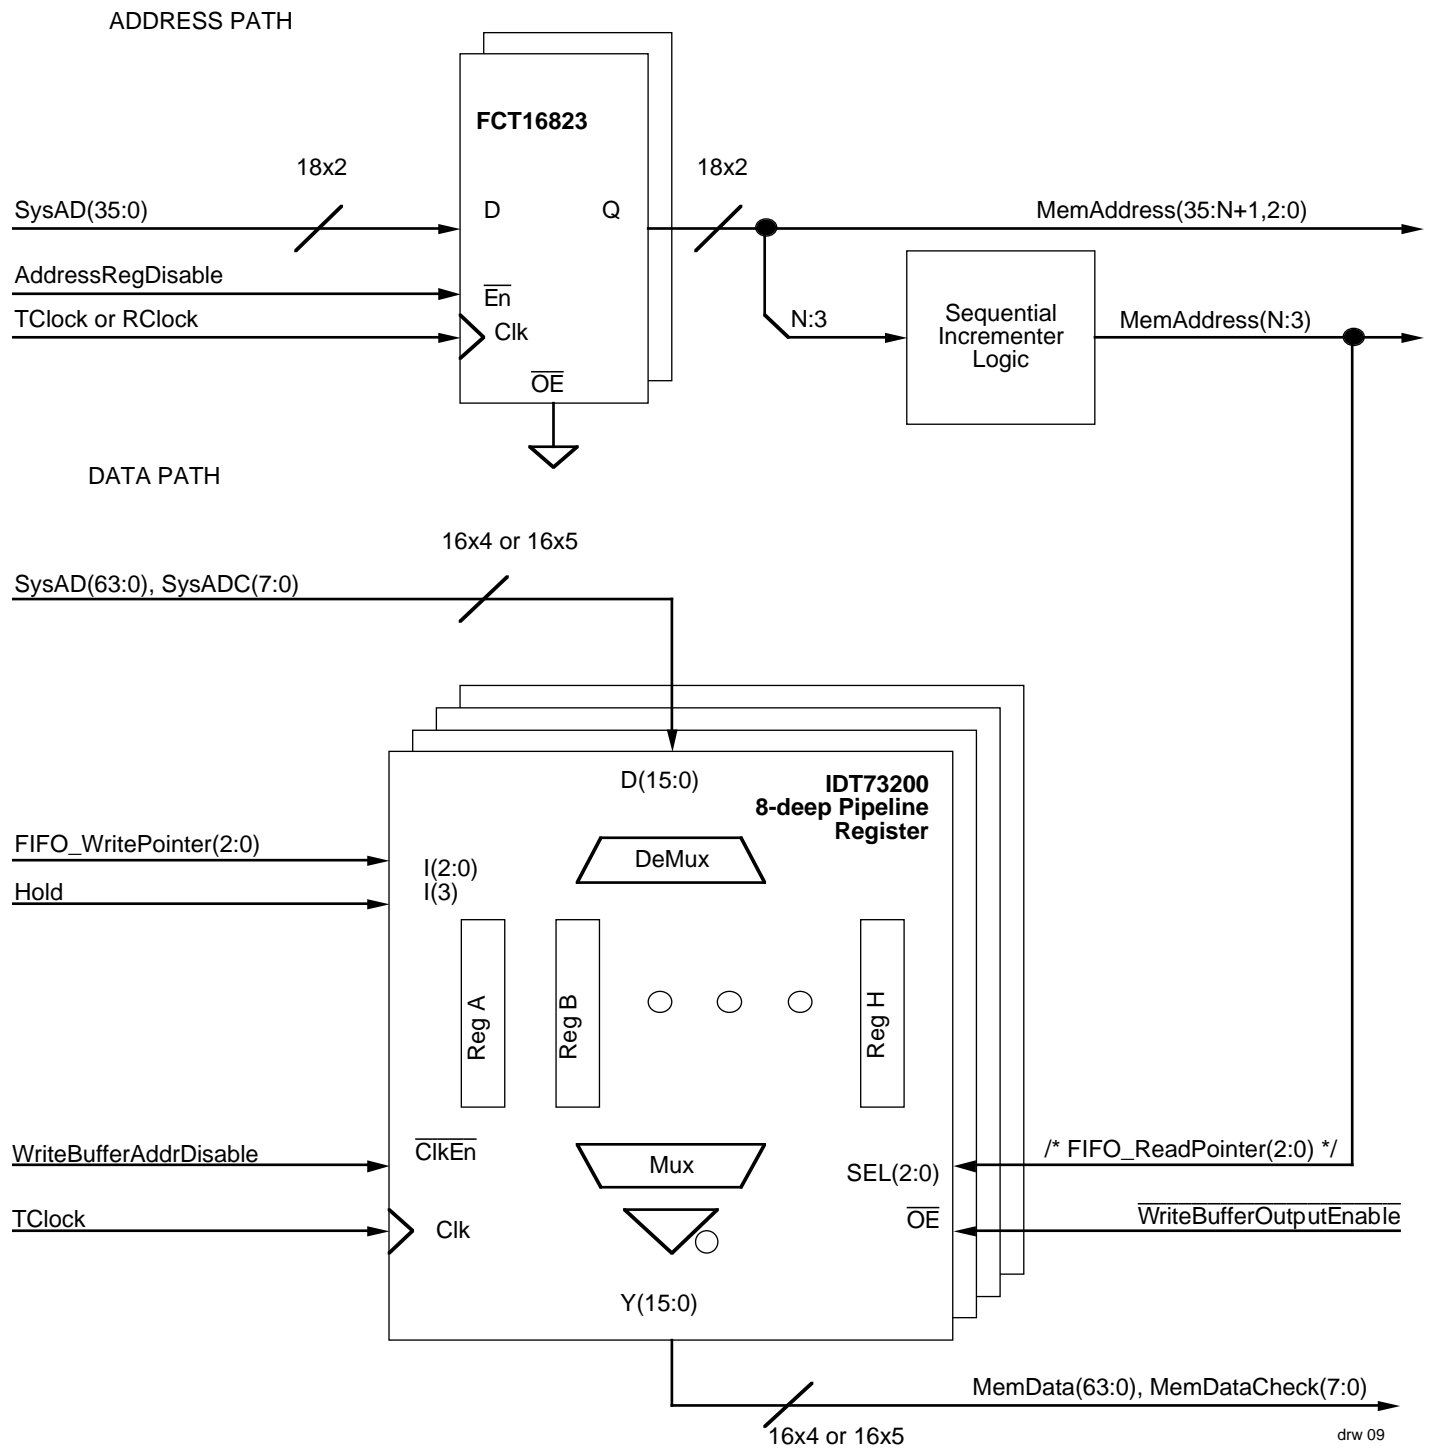 ADDRESS PATH
FCT16823
18x2
18x2
SysAD(35:0)
D
Q
MemAddress(35:N+1,2:0)
AddressRegDisable
En
TClock or RClock
Clk
N:3
Sequential
Incrementer
Logic
MemAddress(N:3)
OE
DATA PATH
16x4 or 16x5
SysAD(63:0), SysADC(7:0)
D(15:0)
IDT73200
8-deep Pipeline
Register
FIFO_WritePointer(2:0)
DeMux
I(2:0)
Hold
I(3)
Reg A
Reg B
Reg H
WriteBufferAddrDisable
ClkEn
Mux
/* FIFO_ReadPointer(2:0) */
SEL(2:0)
TClock
Clk
OE
WriteBufferOutputEnable
Y(15:0)
MemData(63:0), MemDataCheck(7:0)
16x4 or 16x5
drw 09